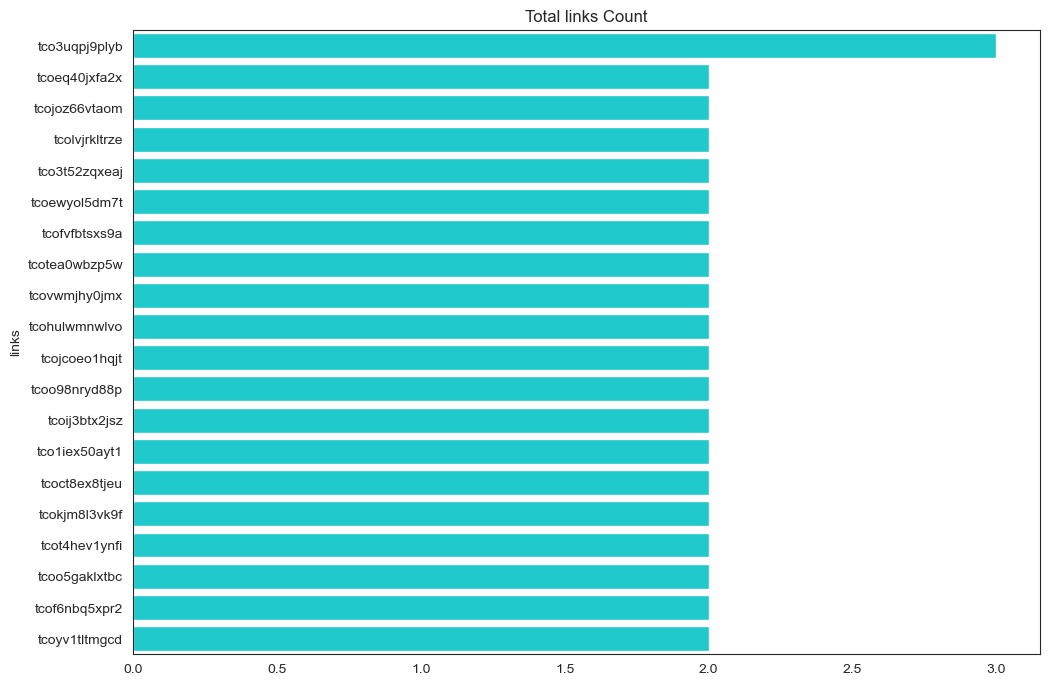 Total links Count
tco3uqpj9plyb
tcoeq40jxfa2x
tcojoz66vtaom
tcolvjrkltrze
tco3t52zqxeaj
tcoewyol5dm7t
tcofvfbtsxs9a
tcotea0wbzp5w
tcovwmjhy0jmx
tcohulwmnwlvo
tcojcoeo1hqjt
tcoo98nryd88p
tcoij3btx2jsz
tco1iex50ayt1
tcoct8ex8tjeu
tcokjm8l3vk9f
tcot4hev1ynfi
tcoo5gaklxtbc
tcof6nbq5xpr2
tcoyv1tltmgcd
links
0.0 0.5 1.0 1.5 2.0 2.5 3.0